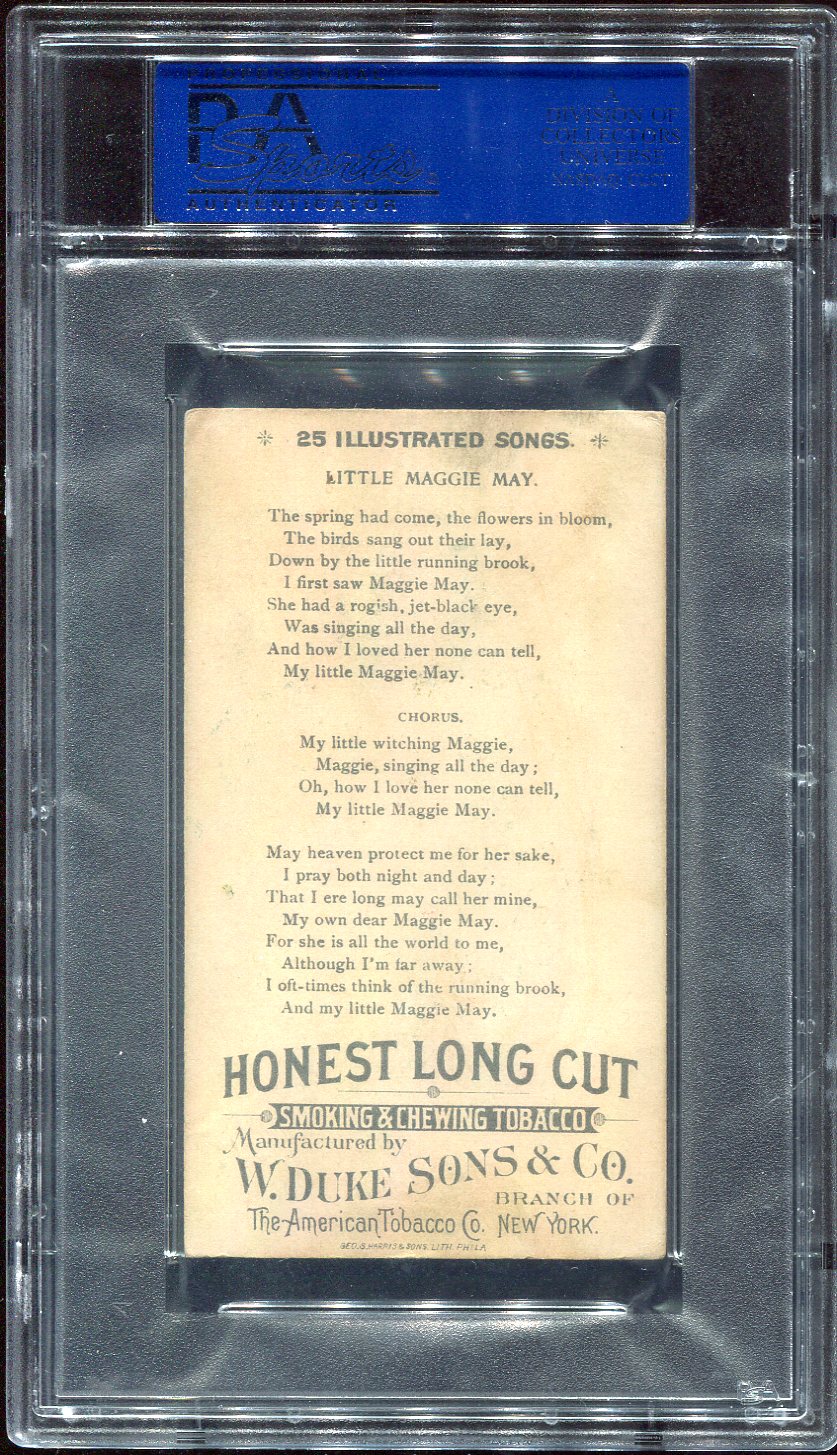 PROFESSIONAL
PSA
Sports
AUTHENTICATOR
A
DIVISION OF
COLLECTORS
UNIVERSE
NASDAQ: CLCT
25 ILLUSTRATED SONGS.
LITTLE MAGGIE MAY.
The spring had come, the flowers in bloom,
The birds sang out their lay,
Down by the little running brook,
I first saw Maggie May.
She had a rogish, jet-black eye,
Was singing all the day,
And how I loved her none can tell,
My little Maggie May.
CHORUS.
My little witching Maggie,
Maggie, singing all the day;
Oh, how I love her none can tell,
My little Maggie May.
May heaven protect me for her sake,
I pray both night and day;
That I ere long may call her mine,
My own dear Maggie May.
For she is all the world to me,
Although I'm far away;
I oft-times think of the running brook,
And my little Maggie May.
HONEST LONG CUT
SMOKING & CHEWING TOBACCO
Manufactured by
W. DUKE SONS & CO.
BRANCH OF
The American Tobacco Co. NEW YORK.
GEO. S. HARRIS & SONS. LITH. PHILA
PSA